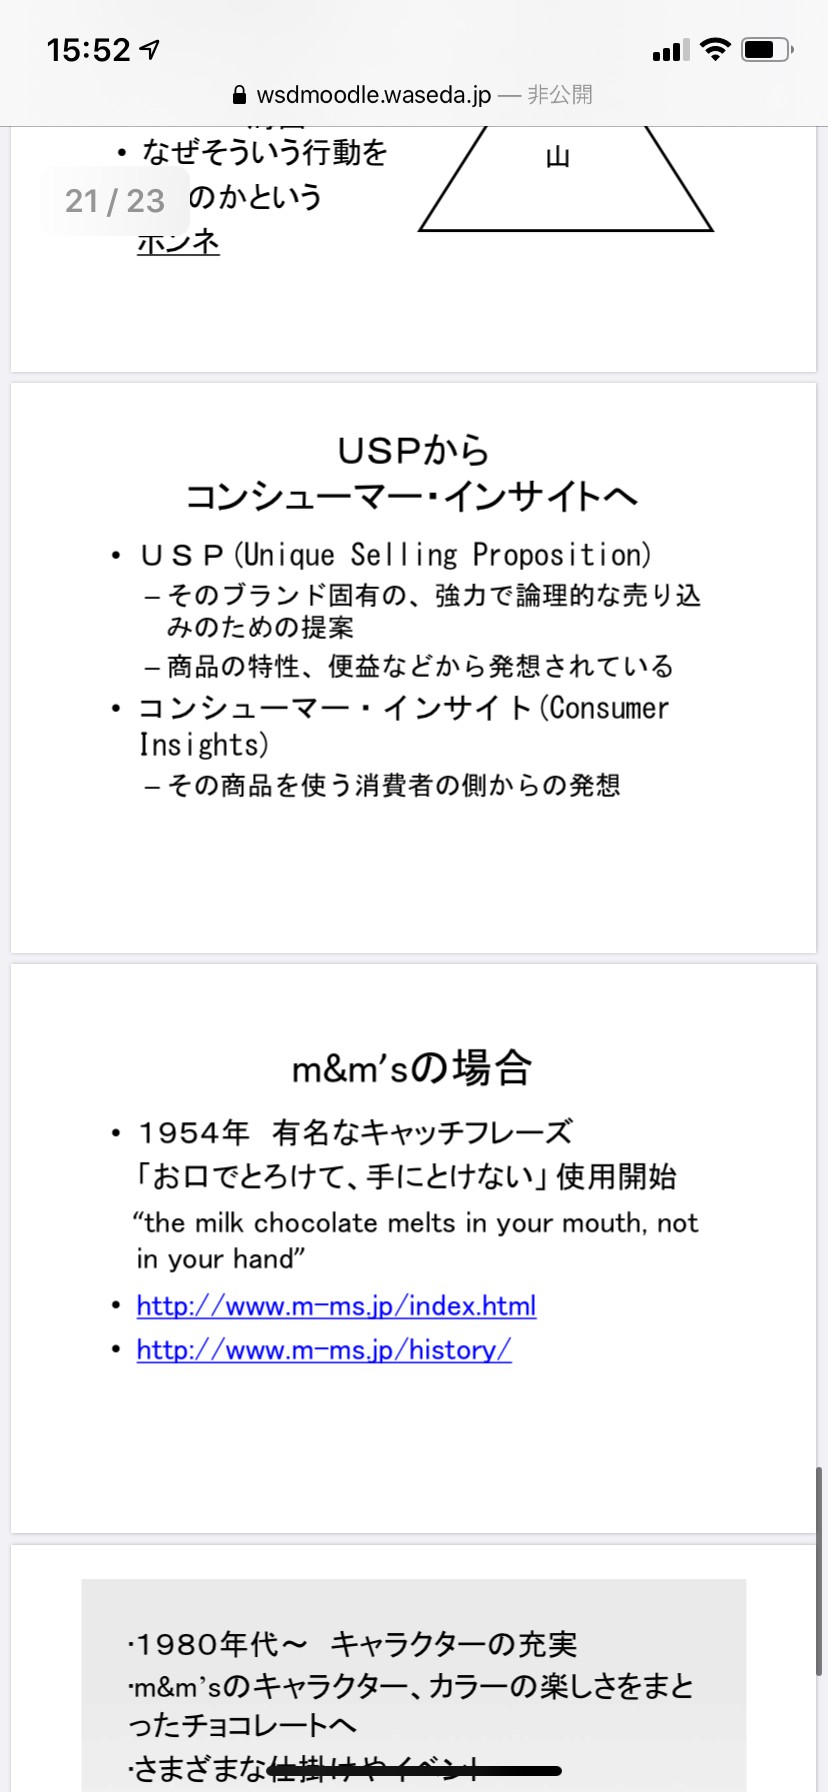 15:52
wsdmoodle.waseda.jp — 非公開
• なぜそういう行動を
のかという
ホンネ
山
21 / 23
USPから
コンシューマー・インサイトへ
• ＵＳＰ(Unique Selling Proposition)
– そのブランド固有の、強力で論理的な売り込
みのための提案
– 商品の特性、便益などから発想されている
• コンシューマー・インサイト(Consumer
Insights)
– その商品を使う消費者の側からの発想
m&m'sの場合
• 1954年　有名なキャッチフレーズ
「お口でとろけて、手にとけない」使用開始
“the milk chocolate melts in your mouth, not
in your hand”
• http://www.m-ms.jp/index.html
• http://www.m-ms.jp/history/
・1980年代～　キャラクターの充実
・m&m'sのキャラクター、カラーの楽しさをまと
ったチョコレートへ
・さまざまな仕掛けやイベント